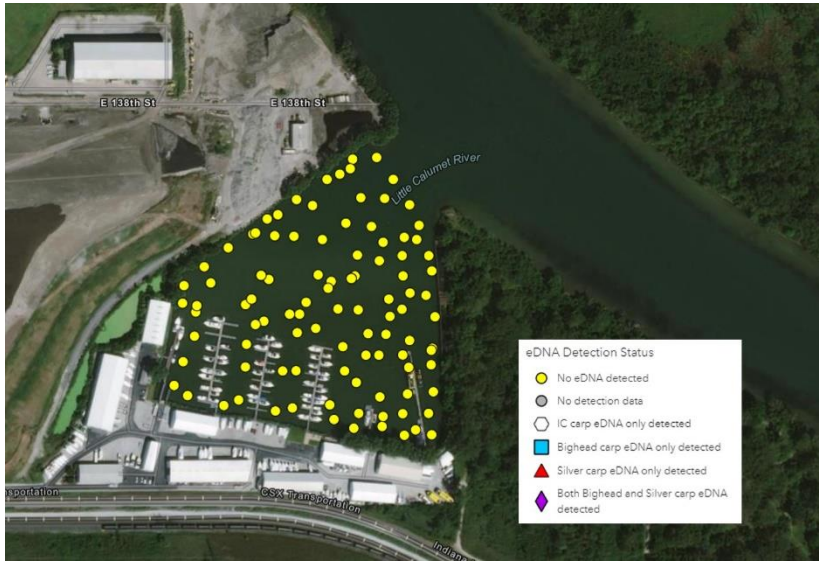 E 138th St
E 138th St
Little Calumet River
eDNA Detection Status
No eDNA detected
No detection data
IC carp eDNA only detected
Bighead carp eDNA only detected
Silver carp eDNA only detected
Both Bighead and Silver carp eDNA
detected
nsportation
CSX Transportation
Indiana